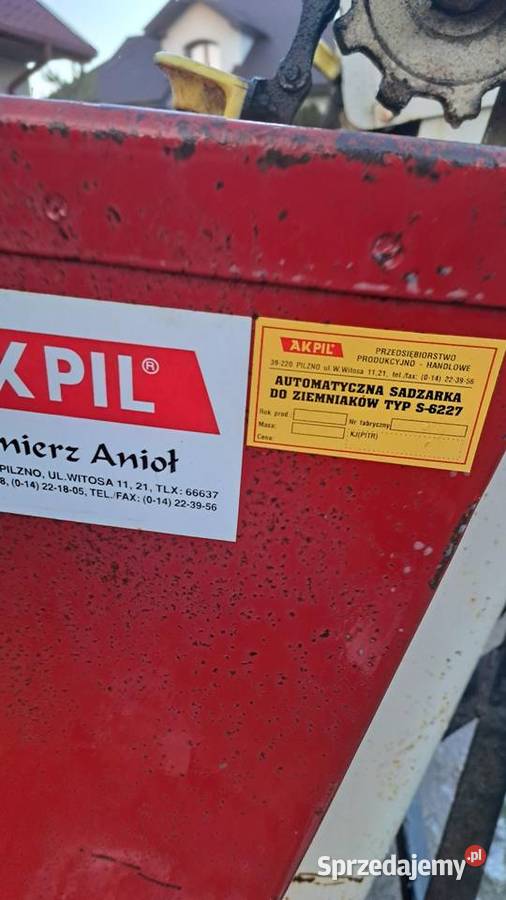 KPIL®
mierz Anioł
PILZNO, UL.WITOSA 11, 21, TLX: 66637
8, (0-14) 22-18-05, TEL./FAX: (0-14) 22-39-56
AKPIL® PRZEDSIĘBIORSTWO
PRODUKCYJNO - HANDLOWE
39-220 PILZNO ul.W.Witosa 11,21, tel./fax: (0-14) 22-39-56
AUTOMATYCZNA SADZARKA
DO ZIEMNIAKÓW TYP S-6227
Rok prod. Nr fabryczny
Masa: KJ(PITR)
Cena:
Sprzedajemy.pl